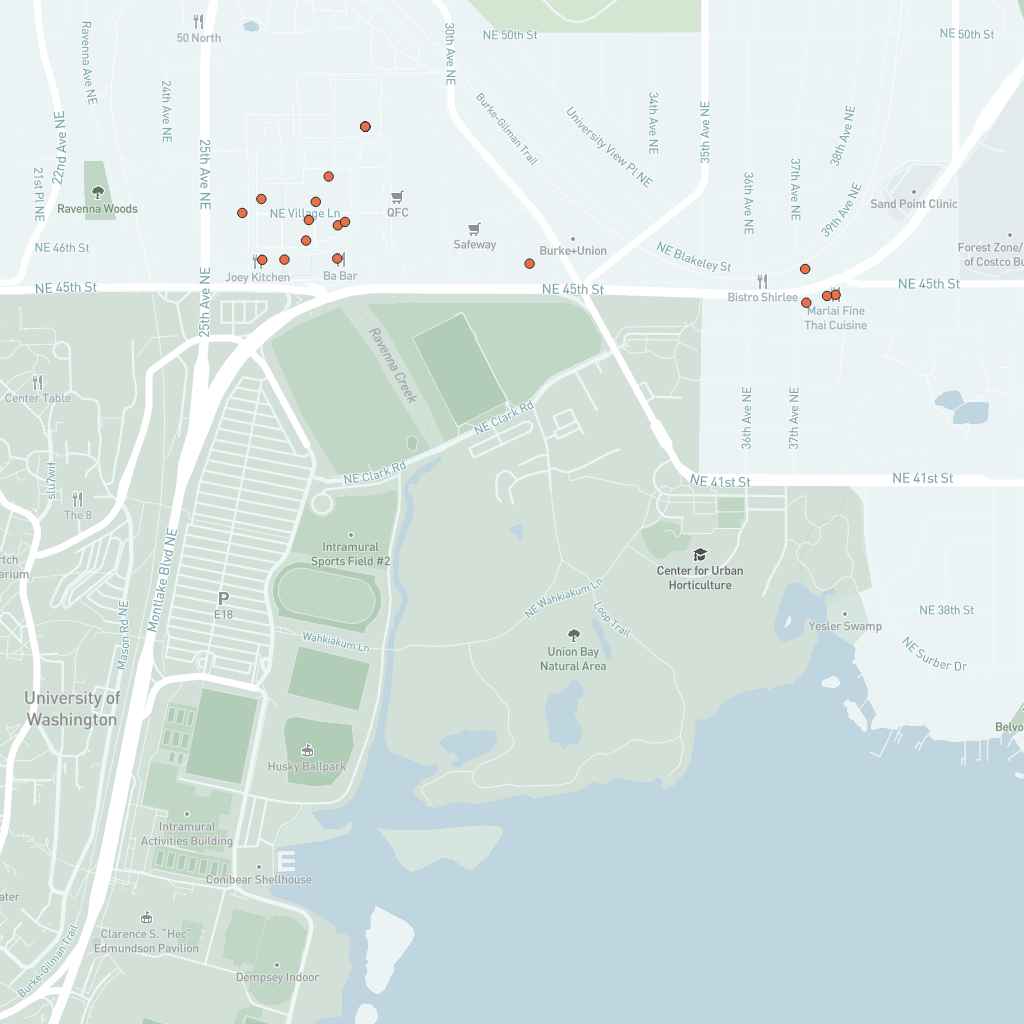 50 North
NE 50th St
NE 50th St
Ravenna Ave NE
24th Ave NE
30th Ave NE
22nd Ave NE
25th Ave NE
Burke-Gilman Trail
University View Pl NE
34th Ave NE
35th Ave NE
38th Ave NE
21st Pl NE
Ravenna Woods
NE Village Ln
QFC
36th Ave NE
37th Ave NE
39th Ave NE
Sand Point Clinic
NE 46th St
Safeway
Burke+Union
NE Blakeley St
Forest Zone/
of Costco Bu
Joey Kitchen
Ba Bar
NE 45th St
NE 45th St
NE 45th St
25th Ave NE
Bistro Shirlee
Marlai Fine
Thai Cuisine
Ravenna Creek
Center Table
NE Clark Rd
36th Ave NE
37th Ave NE
NE Clark Rd
sluʔwiɫ
NE 41st St
NE 41st St
The 8
Intramural
Sports Field #2
rtch
arium
Montlake Blvd NE
Center for Urban
Horticulture
P
E18
NE Wahkiakum Ln
Loop Trail
NE 38th St
Yesler Swamp
Mason Rd NE
Wahkiakum Ln
Union Bay
Natural Area
NE Surber Dr
University of
Washington
Belvo
Husky Ballpark
Intramural
Activities Building
E
Conibear Shellhouse
ater
Clarence S. "Hec"
Edmundson Pavilion
Burke-Gilman Trail
Dempsey Indoor